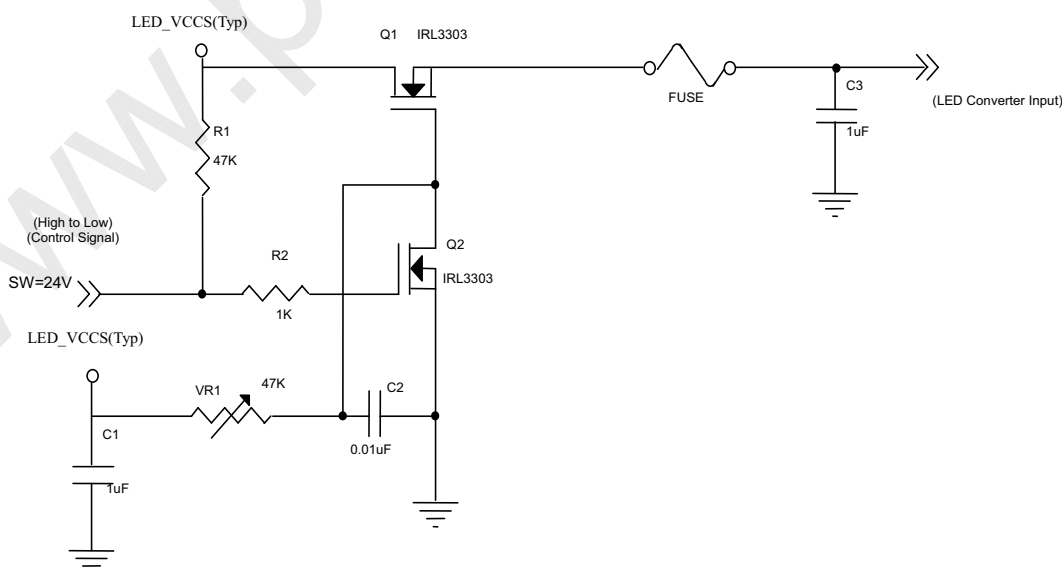 LED_VCCS(Typ)
Q1 IRL3303
FUSE
C3
1uF
(LED Converter Input)
R1
47K
(High to Low)
(Control Signal)
SW=24V
R2
1K
Q2
IRL3303
LED_VCCS(Typ)
VR1
47K
C2
0.01uF
C1
1uF